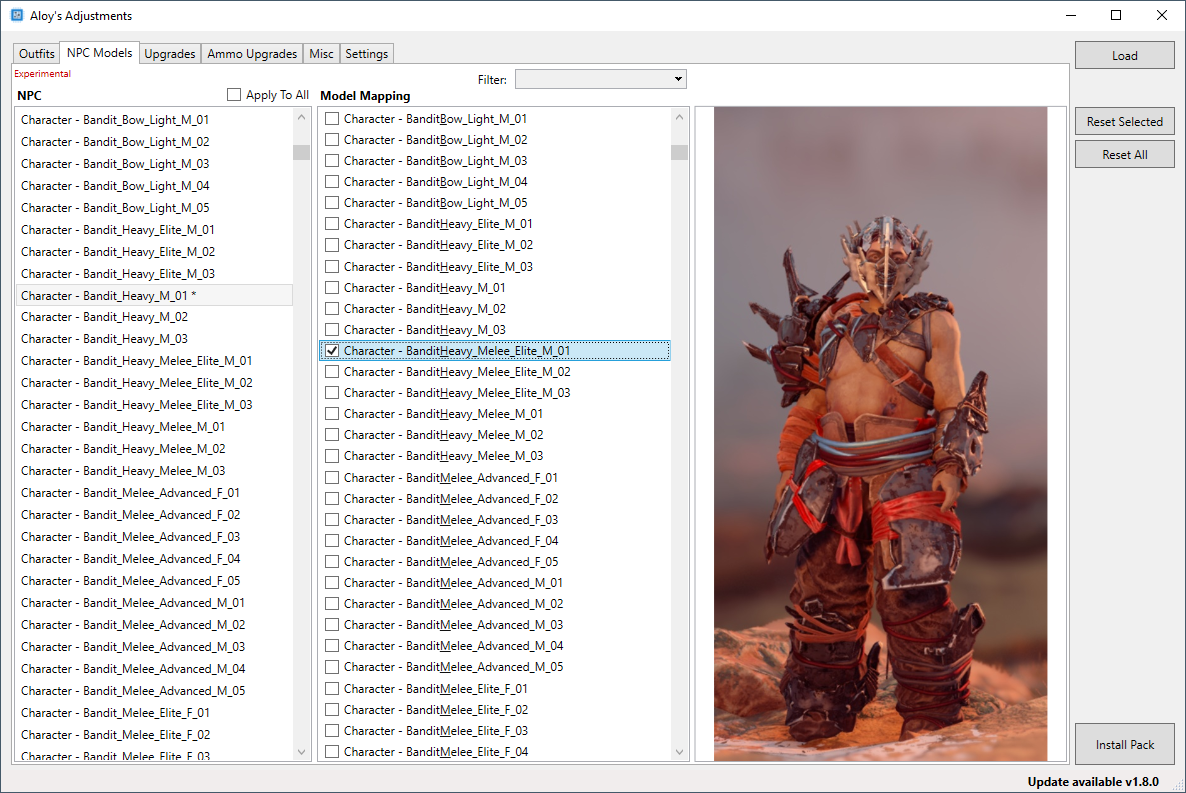 Aloy's Adjustments
Outfits
NPC Models
Upgrades
Ammo Upgrades
Misc
Settings
Load
Experimental
Filter:
NPC
Apply To All
Model Mapping
Character - Bandit_Bow_Light_M_01
Character - Bandit_Bow_Light_M_02
Character - Bandit_Bow_Light_M_03
Character - Bandit_Bow_Light_M_04
Character - Bandit_Bow_Light_M_05
Character - Bandit_Heavy_Elite_M_01
Character - Bandit_Heavy_Elite_M_02
Character - Bandit_Heavy_Elite_M_03
Character - Bandit_Heavy_M_01 *
Character - Bandit_Heavy_M_02
Character - Bandit_Heavy_M_03
Character - Bandit_Heavy_Melee_Elite_M_01
Character - Bandit_Heavy_Melee_Elite_M_02
Character - Bandit_Heavy_Melee_Elite_M_03
Character - Bandit_Heavy_Melee_M_01
Character - Bandit_Heavy_Melee_M_02
Character - Bandit_Heavy_Melee_M_03
Character - Bandit_Melee_Advanced_F_01
Character - Bandit_Melee_Advanced_F_02
Character - Bandit_Melee_Advanced_F_03
Character - Bandit_Melee_Advanced_F_04
Character - Bandit_Melee_Advanced_F_05
Character - Bandit_Melee_Advanced_M_01
Character - Bandit_Melee_Advanced_M_02
Character - Bandit_Melee_Advanced_M_03
Character - Bandit_Melee_Advanced_M_04
Character - Bandit_Melee_Advanced_M_05
Character - Bandit_Melee_Elite_F_01
Character - Bandit_Melee_Elite_F_02
Character - Bandit_Melee_Elite_F_03
Character - BanditBow_Light_M_01
Character - BanditBow_Light_M_02
Character - BanditBow_Light_M_03
Character - BanditBow_Light_M_04
Character - BanditBow_Light_M_05
Character - BanditHeavy_Elite_M_01
Character - BanditHeavy_Elite_M_02
Character - BanditHeavy_Elite_M_03
Character - BanditHeavy_M_01
Character - BanditHeavy_M_02
Character - BanditHeavy_M_03
Character - BanditHeavy_Melee_Elite_M_01
Character - BanditHeavy_Melee_Elite_M_02
Character - BanditHeavy_Melee_Elite_M_03
Character - BanditHeavy_Melee_M_01
Character - BanditHeavy_Melee_M_02
Character - BanditHeavy_Melee_M_03
Character - BanditMelee_Advanced_F_01
Character - BanditMelee_Advanced_F_02
Character - BanditMelee_Advanced_F_03
Character - BanditMelee_Advanced_F_04
Character - BanditMelee_Advanced_F_05
Character - BanditMelee_Advanced_M_01
Character - BanditMelee_Advanced_M_02
Character - BanditMelee_Advanced_M_03
Character - BanditMelee_Advanced_M_04
Character - BanditMelee_Advanced_M_05
Character - BanditMelee_Elite_F_01
Character - BanditMelee_Elite_F_02
Character - BanditMelee_Elite_F_03
Character - BanditMelee_Elite_F_04
Reset Selected
Reset All
Install Pack
Update available v1.8.0